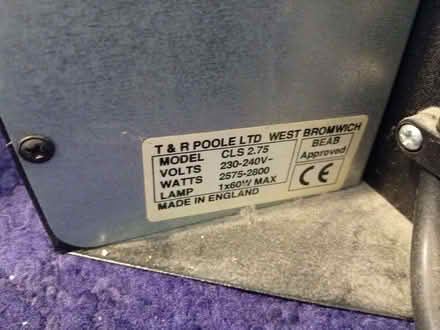 T & R POOLE LTD WEST BROMWICH
MODEL CLS 2.75
VOLTS 230-240V~
WATTS 2575-2800
LAMP 1x60W MAX
MADE IN ENGLAND
BEAB
Approved
CE